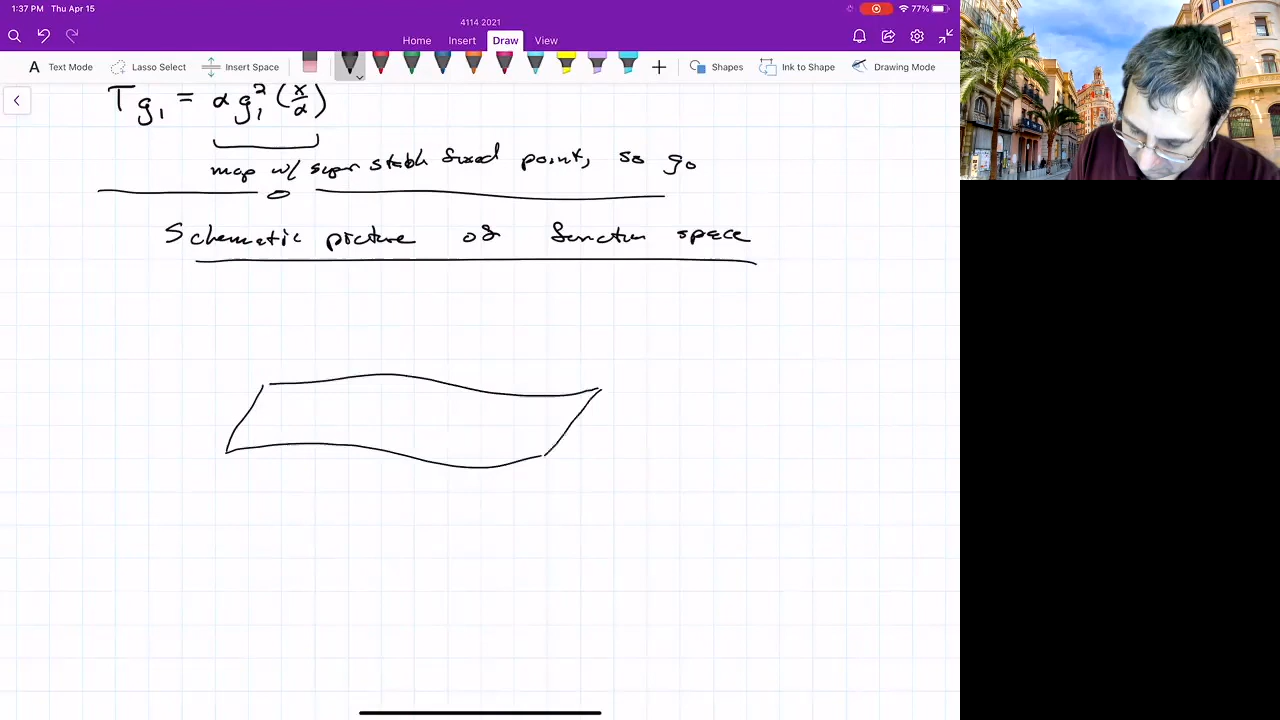 1:37 PM Thu Apr 15
77%
4114 2021
Home Insert Draw View
Text Mode Lasso Select Insert Space Shapes Ink to Shape Drawing Mode
Tg₁ = αg₁²(x/α)
map w/ super stable fixed point, so g₀
Schematic picture of function space